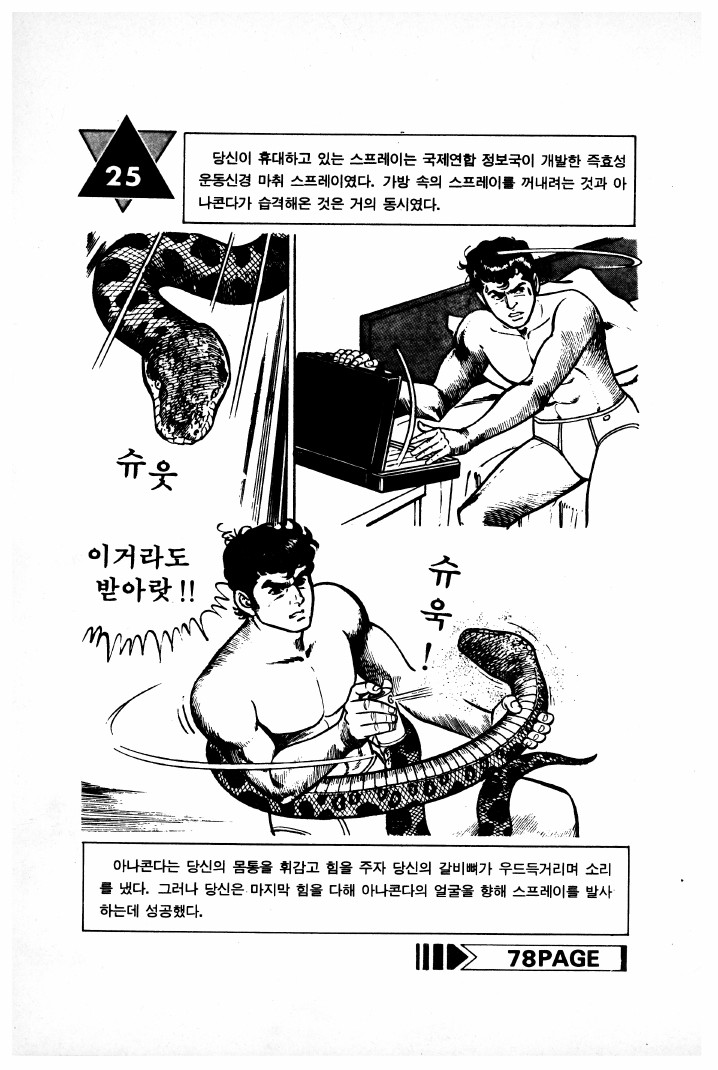 25
당신이 휴대하고 있는 스프레이는 국제연합 정보국이 개발한 즉효성
운동신경 마취 스프레이였다. 가방 속의 스프레이를 꺼내려는 것과 아
나콘다가 습격해온 것은 거의 동시였다.
슈웃
이거라도
받아랏!!
슈욱!
아나콘다는 당신의 몸통을 휘감고 힘을 주자 당신의 갈비뼈가 우드득거리며 소리
를 냈다. 그러나 당신은 마지막 힘을 다해 아나콘다의 얼굴을 향해 스프레이를 발사
하는데 성공했다.
78PAGE